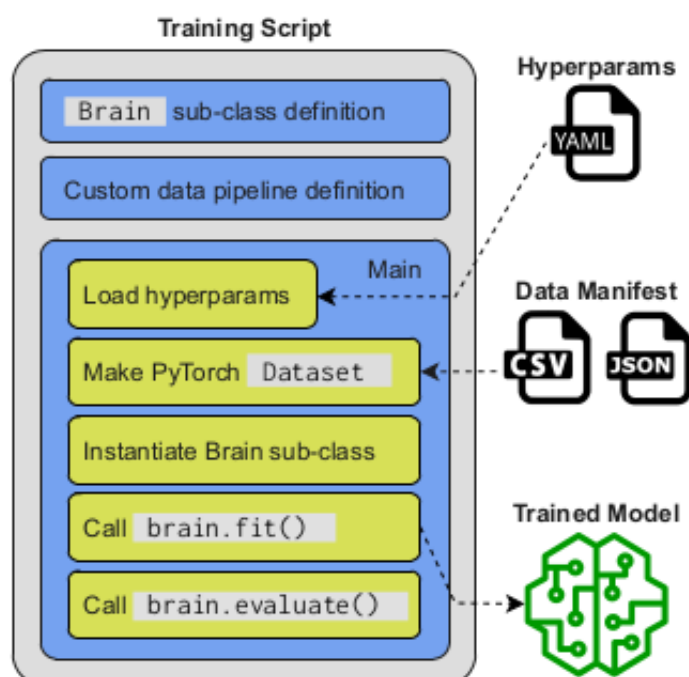 Training Script
Brain sub-class definition
Custom data pipeline definition
Main
Load hyperparams
Make PyTorch Dataset
Instantiate Brain sub-class
Call brain.fit()
Call brain.evaluate()
Hyperparams
YAML
Data Manifest
CSV
JSON
Trained Model